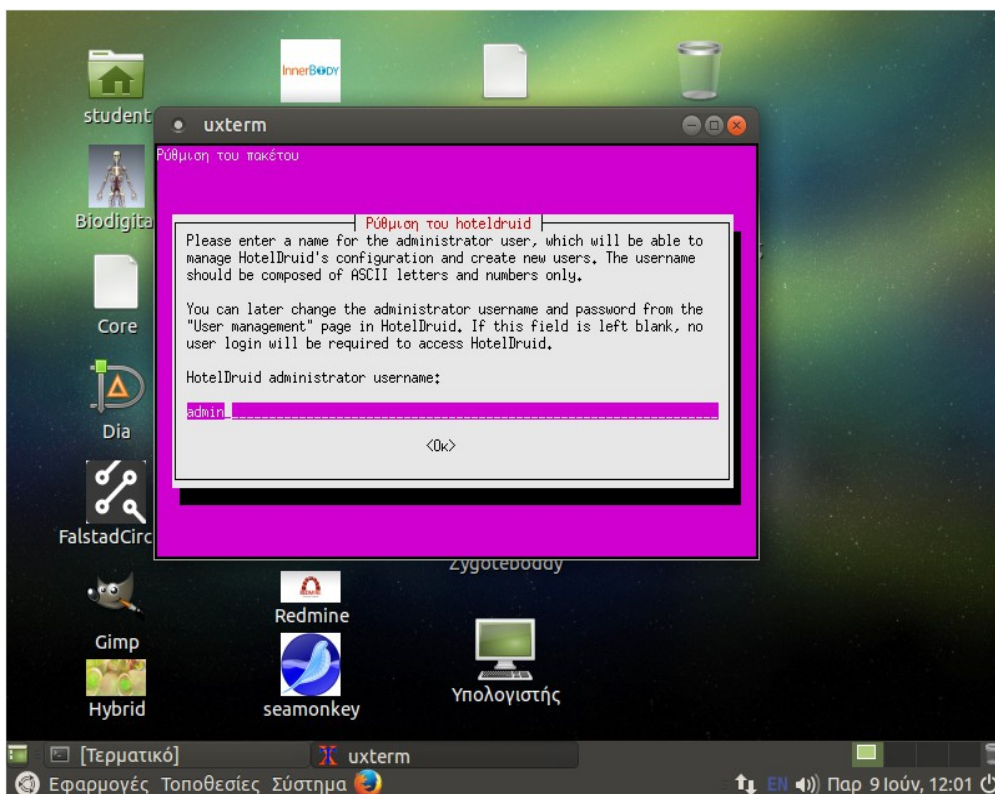 InnerBODY
student
uxterm
Ρύθμιση του πακέτου
Ρύθμιση του hoteldruid
Please enter a name for the administrator user, which will be able to
manage HotelDruid's configuration and create new users. The username
should be composed of ASCII letters and numbers only.
You can later change the administrator username and password from the
"User management" page in HotelDruid. If this field is left blank, no
user login will be required to access HotelDruid.
HotelDruid administrator username:
admin
<Οκ>
Biodigita
Core
Dia
FalstadCirc
Zygoteboddy
Redmine
Gimp
Υπολογιστής
Hybrid
seamonkey
[Τερματικό]
uxterm
Εφαρμογές Τοποθεσίες Σύστημα
EN Παρ 9 Ιούν, 12:01